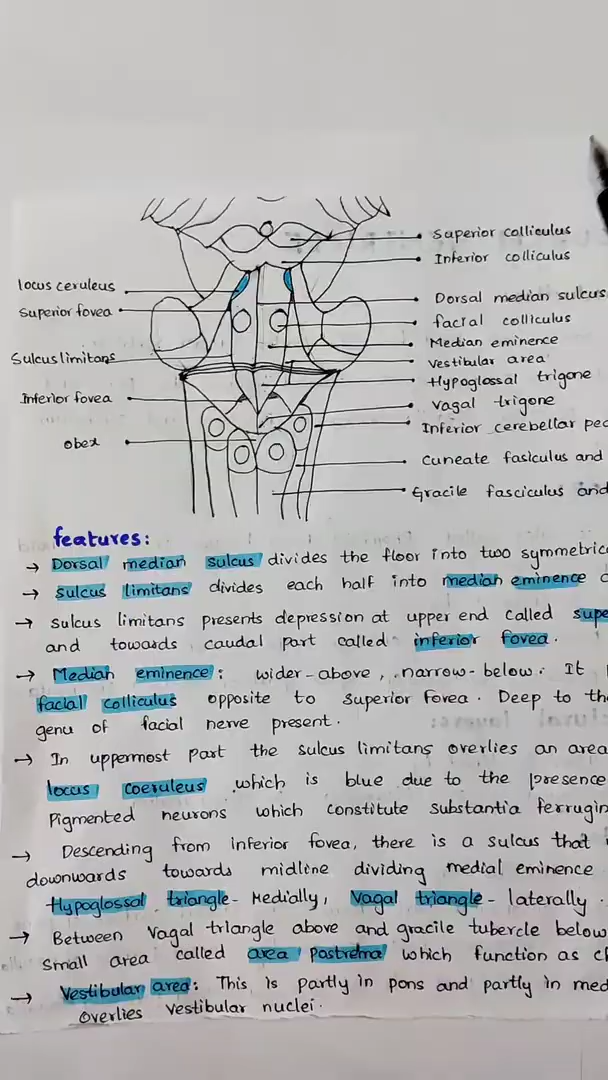 Superior colliculus
Inferior colliculus
locus ceruleus
Superior fovea
Dorsal median sulcus
facial colliculus
Median eminence
Sulcus limitans
Vestibular area
Hypoglossal trigone
Inferior fovea
Vagal trigone
Inferior cerebellar pec
obex
Cuneate fasiculus and
Gracile fasciculus and
features:
→ Dorsal median sulcus divides the floor into two symmetric
→ Sulcus limitans divides each half into median eminence
→ Sulcus limitans presents depression at upper end called supe
and towards caudal part called inferior fovea.
→ Median eminence: wider-above, narrow-below. It
facial colliculus opposite to superior fovea. Deep to th
genu of facial nerve present.
→ In uppermost part the sulcus limitans overlies an area
locus coeruleus which is blue due to the presence
Pigmented neurons which constitute substantia ferrugin
→ Descending from inferior fovea, there is a sulcus that
downwards towards midline dividing medial eminence
Hypoglossal triangle - Medially, Vagal triangle - laterally.
→ Between Vagal triangle above and gracile tubercle below
Small area called area postrema which function as c
→ Vestibular area: This is partly in pons and partly in med
overlies vestibular nuclei.